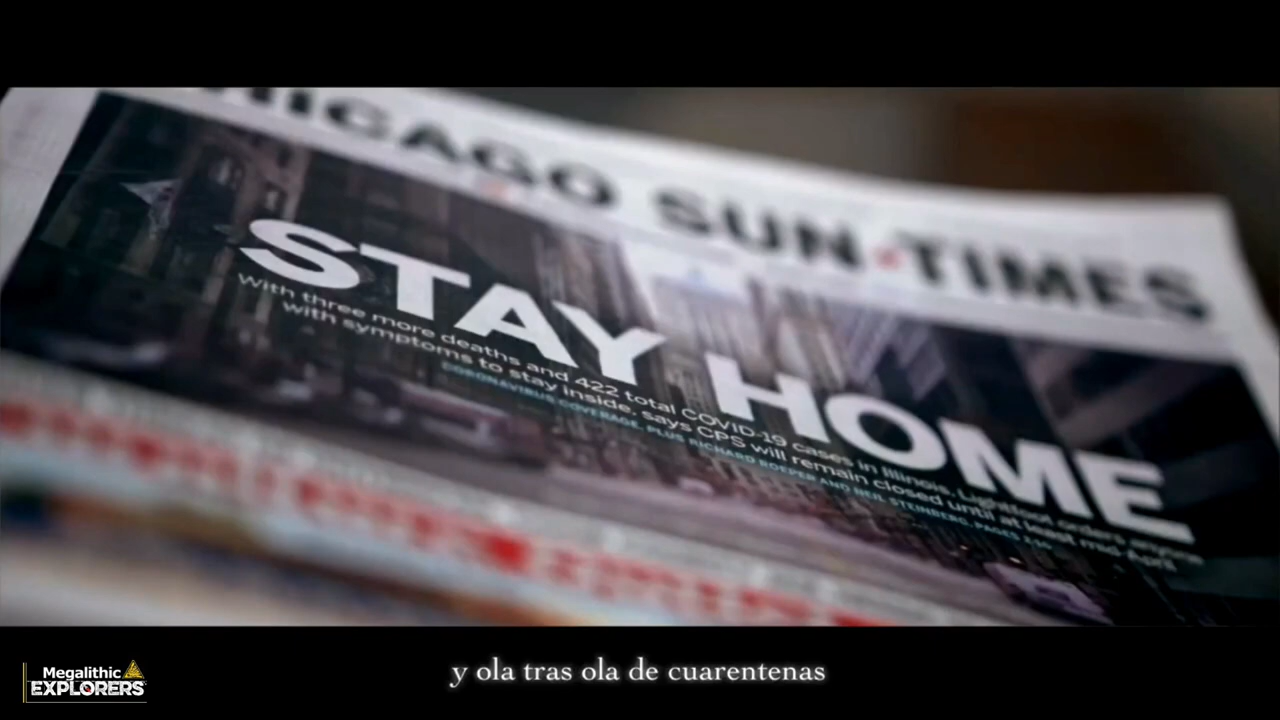 CHICAGO SUN-TIMES
STAY HOME
With three more deaths and 422 total COVID-19 cases in Illinois, Lightfoot orders anyone
with symptoms to stay inside, says CPS will remain closed until at least mid-April
CORONAVIRUS COVERAGE, PLUS RICHARD ROEPER AND NEIL STEINBERG, PAGES
y ola tras ola de cuarentenas
Megalithic
EXPLORERS